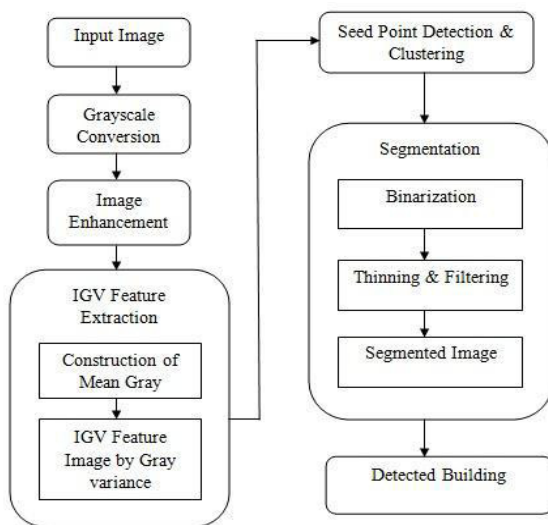 Input Image
Grayscale
Conversion
Image
Enhancement
IGV Feature
Extraction
Construction of
Mean Gray
IGV Feature
Image by Gray
variance
Seed Point Detection &
Clustering
Segmentation
Binarization
Thinning & Filtering
Segmented Image
Detected Building